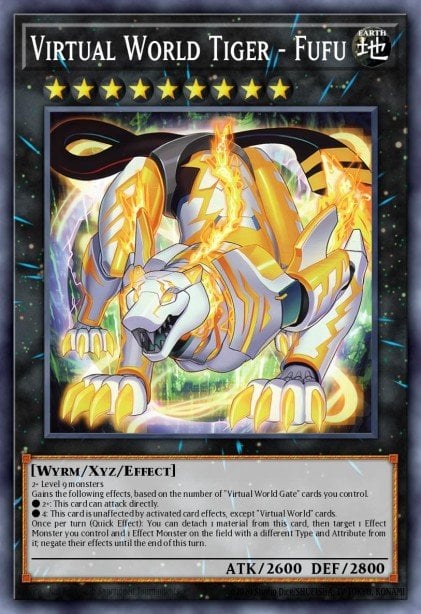 Virtual World Tiger - Fufu
EARTH
地
[Wyrm/Xyz/Effect]
2+ Level 9 monsters
Gains the following effects, based on the number of "Virtual World Gate" cards you control.
● 2+: This card can attack directly.
● 4: This card is unaffected by activated card effects, except "Virtual World" cards.
Once per turn (Quick Effect): You can detach 1 material from this card, then target 1 Effect
Monster you control and 1 Effect Monster on the field with a different Type and Attribute from
it; negate their effects until the end of this turn.
ATK/2600 DEF/2800
TV TOKYO, KONAMI